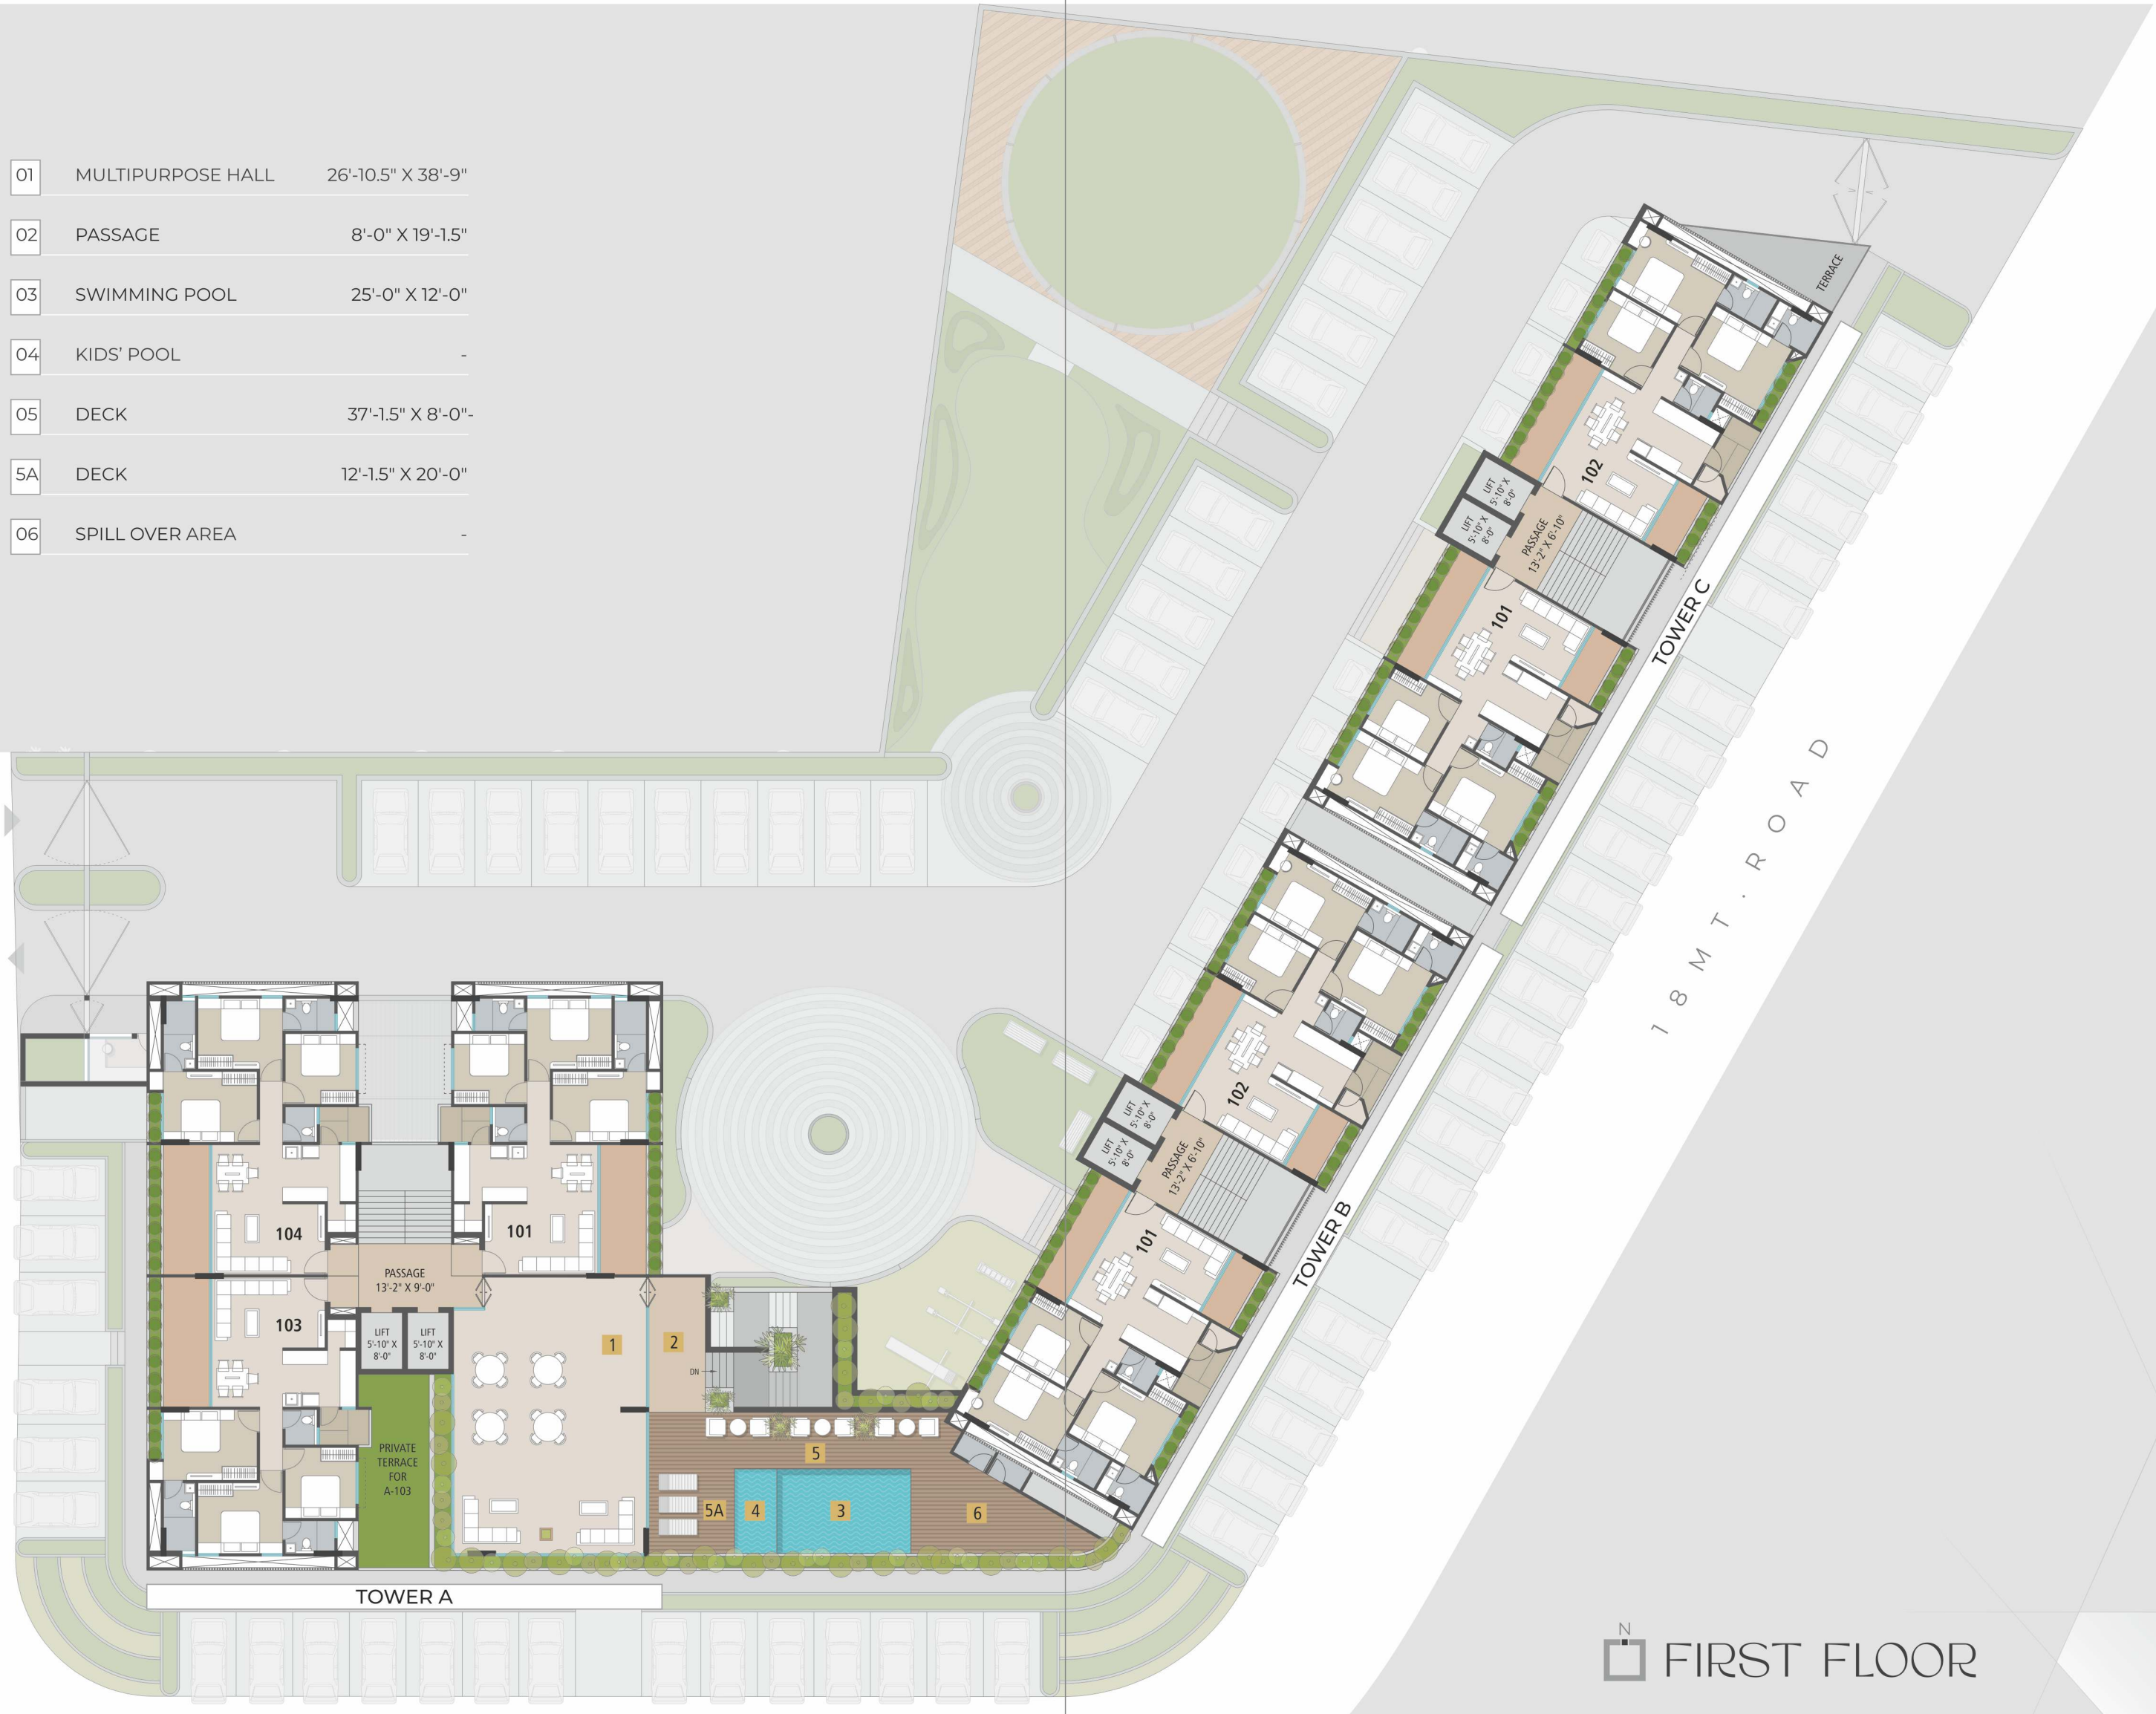 01 MULTIPURPOSE HALL 26'-10.5" X 38'-9"
02 PASSAGE 8'-0" X 19'-1.5"
03 SWIMMING POOL 25'-0" X 12'-0"
04 KIDS’ POOL -
05 DECK 37'-1.5" X 8'-0"-
5A DECK 12'-1.5" X 20'-0"
06 SPILL OVER AREA -
TERRACE
102
LIFT
5'-10" X
8'-0"
LIFT
5'-10" X
8'-0"
PASSAGE
13'-2" X 6'-10"
101
TOWER C
18 MT. ROAD
102
LIFT
5'-10" X
8'-0"
LIFT
5'-10" X
8'-0"
PASSAGE
13'-2" X 6'-10"
101
TOWER B
104
101
PASSAGE
13'-2" X 9'-0"
103
LIFT
5'-10" X
8'-0"
LIFT
5'-10" X
8'-0"
1
2
DN
PRIVATE
TERRACE
FOR
A-103
5
5A
4
3
6
TOWER A
N
FIRST FLOOR